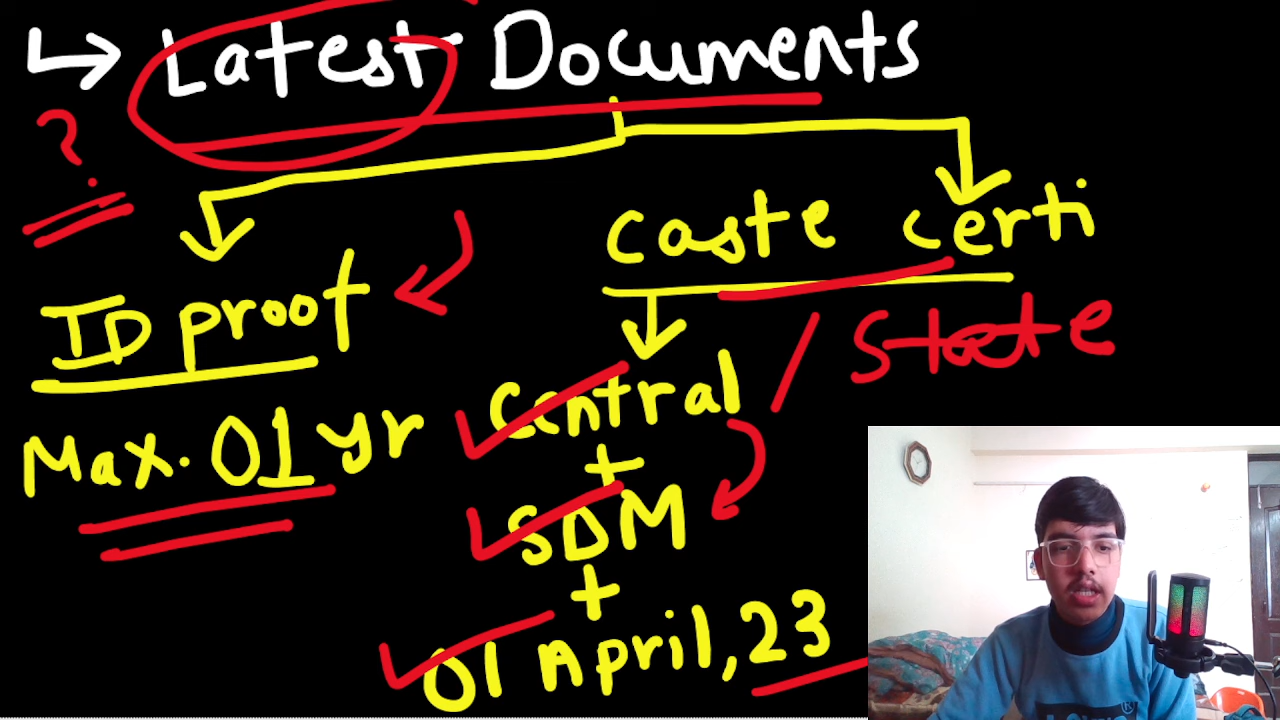 ↳ Latest Documents
?
ID proof
Max. 01 yr
Caste Certi
Central / State
+
SDM
+
01 April, 23
®